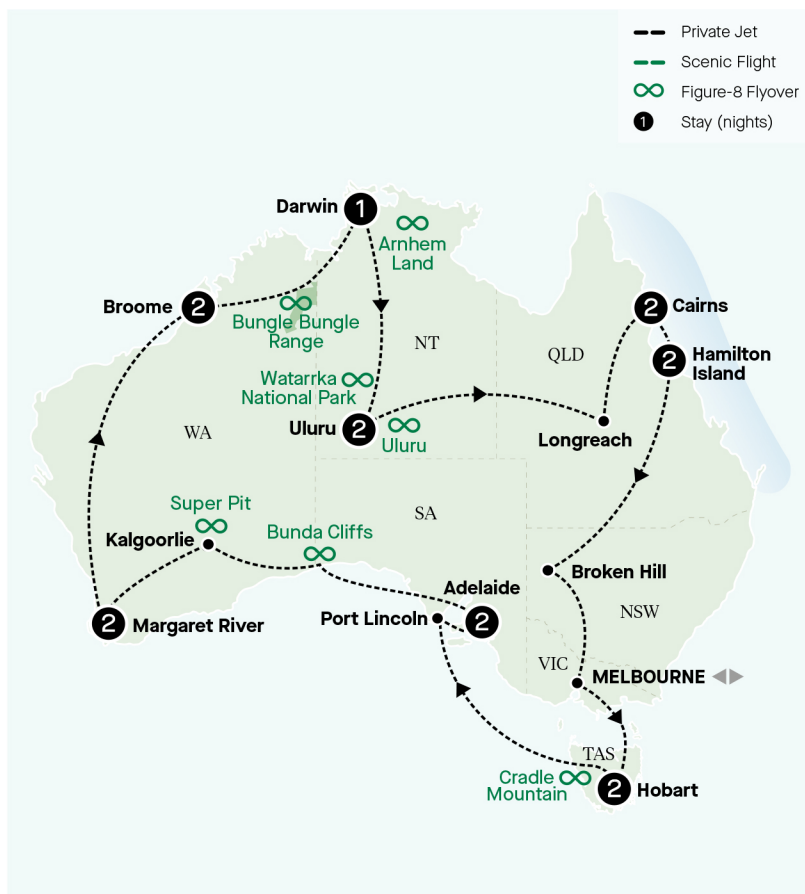 Private Jet
Scenic Flight
Figure-8 Flyover
1 Stay (nights)
Darwin 1
Arnhem
Land
Broome 2
Bungle Bungle
Range
2 Cairns
NT
QLD
2 Hamilton
Island
Watarrka
National Park
Uluru 2
Uluru
Longreach
WA
Super Pit
SA
Bunda Cliffs
Kalgoorlie
Broken Hill
Adelaide
2
Port Lincoln
2 Margaret River
NSW
VIC
MELBOURNE
TAS
Cradle
Mountain
2 Hobart